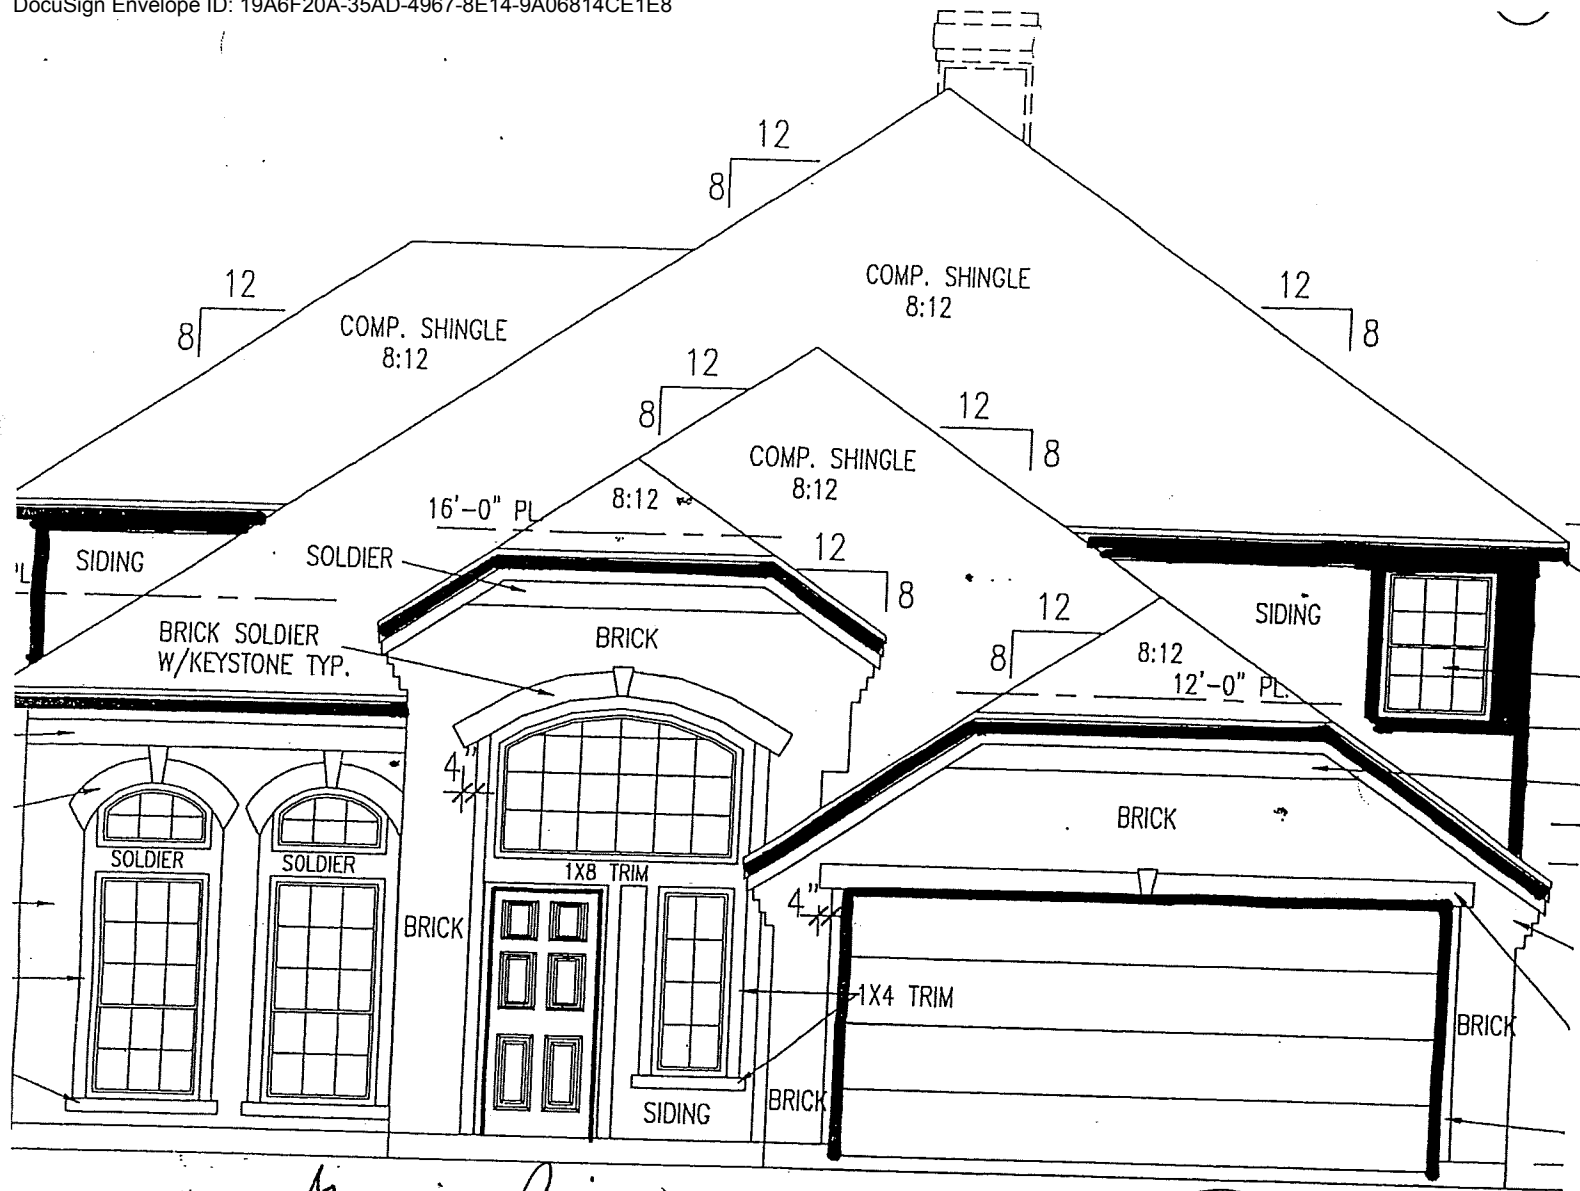 DocuSign Envelope ID: 19A6F20A-35AD-4967-8E14-9A06814CE1E8
12
8
12
8
COMP. SHINGLE
8:12
COMP. SHINGLE
8:12
12
8
12
8
12
8
COMP. SHINGLE
8:12
16'-0" PL
8:12
12
8
SOLDIER
SIDING
BRICK SOLDIER
W/KEYSTONE TYP.
BRICK
12
8
8:12
12'-0" PL.
SIDING
4"
BRICK
SOLDIER
SOLDIER
1X8 TRIM
4"
BRICK
1X4 TRIM
BRICK
BRICK
SIDING